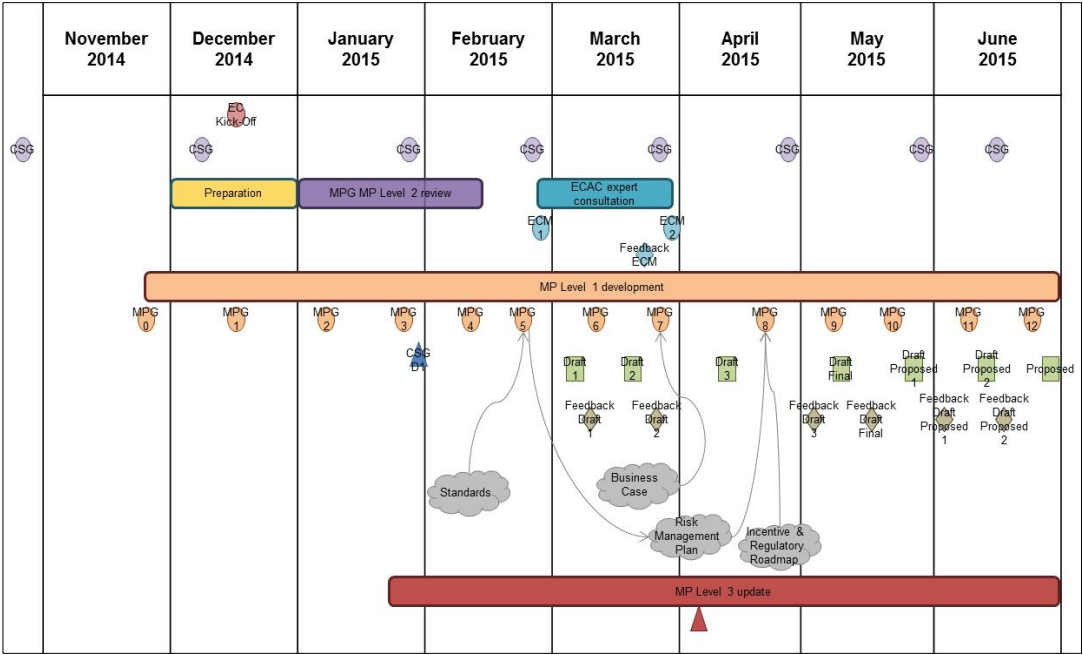 November 2014
December 2014
January 2015
February 2015
March 2015
April 2015
May 2015
June 2015
EC
Kick-Off
CSG
CSG
CSG
CSG
CSG
CSG
CSG
CSG
Preparation
MPG MP Level 2 review
ECAC expert
consultation
ECM
1
ECM
2
Feedback
ECM
MP Level 1 development
MPG
0
MPG
1
MPG
2
MPG
3
MPG
4
MPG
5
MPG
6
MPG
7
MPG
8
MPG
9
MPG
10
MPG
11
MPG
12
CSG
D1
Draft
1
Draft
2
Draft
3
Draft
Final
Draft
Proposed
1
Draft
Proposed
2
Proposed
Feedback
Draft
1
Feedback
Draft
2
Feedback
Draft
3
Feedback
Draft
Final
Feedback
Draft
Proposed
1
Feedback
Draft
Proposed
2
Standards
Business
Case
Risk
Management
Plan
Incentive &
Regulatory
Roadmap
MP Level 3 update